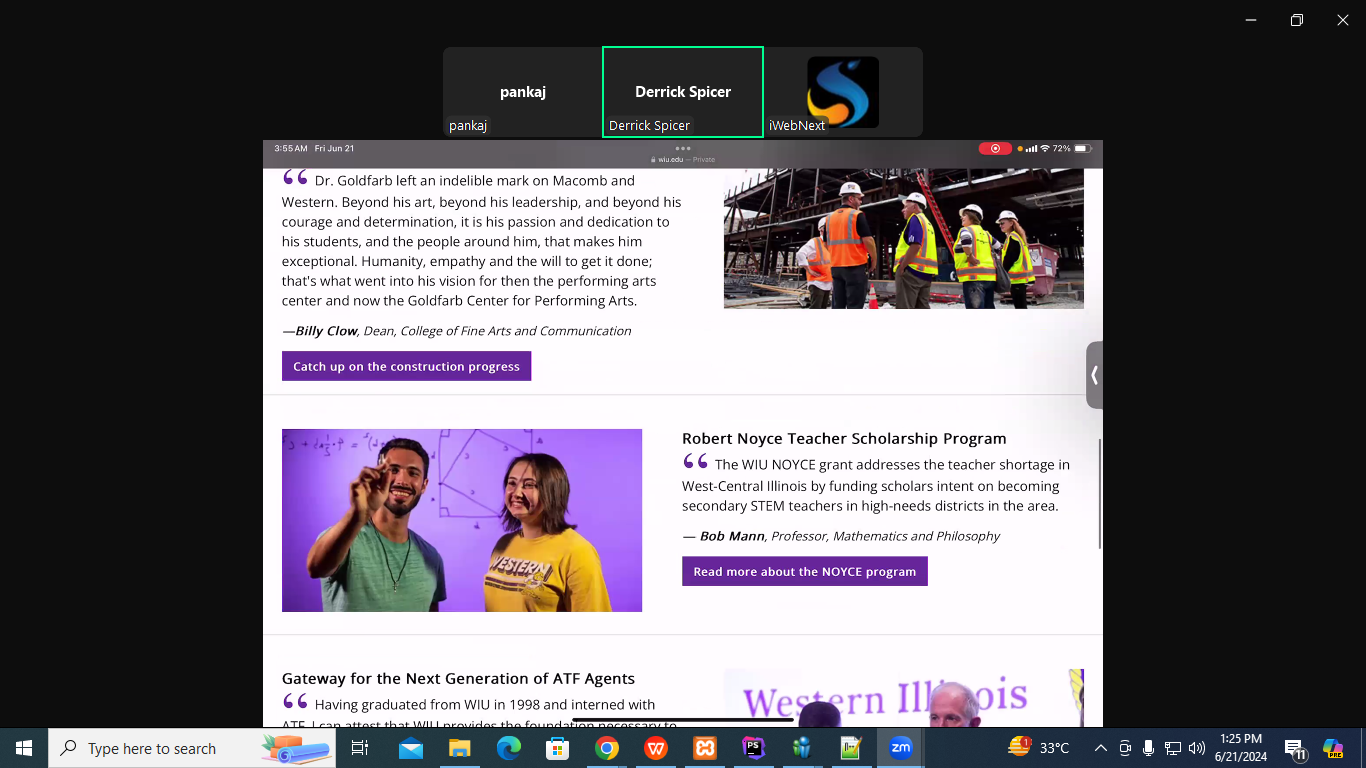 pankaj
Derrick Spicer
pankaj
Derrick Spicer
iWebNext
3:55 AM Fri Jun 21
72%
wiu.edu — Private
“ Dr. Goldfarb left an indelible mark on Macomb and
Western. Beyond his art, beyond his leadership, and beyond his
courage and determination, it is his passion and dedication to
his students, and the people around him, that makes him
exceptional. Humanity, empathy and the will to get it done;
that's what went into his vision for then the performing arts
center and now the Goldfarb Center for Performing Arts.
—Billy Clow, Dean, College of Fine Arts and Communication
Catch up on the construction progress
WESTERN
Robert Noyce Teacher Scholarship Program
“ The WIU NOYCE grant addresses the teacher shortage in
West-Central Illinois by funding scholars intent on becoming
secondary STEM teachers in high-needs districts in the area.
— Bob Mann, Professor, Mathematics and Philosophy
Read more about the NOYCE program
Gateway for the Next Generation of ATF Agents
“ Having graduated from WIU in 1998 and interned with
ATF, I can attest that WIU provides the foundation necessary to
Western Illinois
Type here to search
W
PS
zm
1
33°C
1:25 PM
6/21/2024
11
PRE